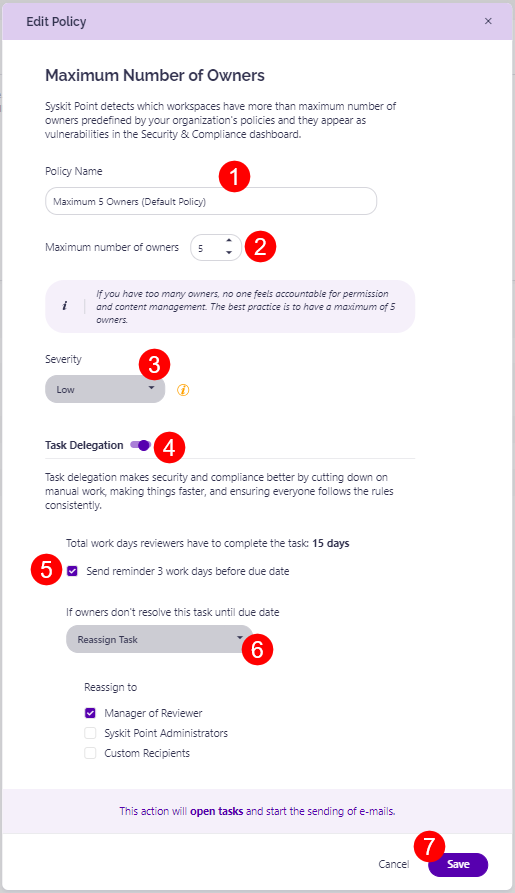 Edit Policy
×
Maximum Number of Owners
Syskit Point detects which workspaces have more than maximum number of
owners predefined by your organization's policies and they appear as
vulnerabilities in the Security & Compliance dashboard.
Policy Name
1
Maximum 5 Owners (Default Policy)
Maximum number of owners
5
2
i
If you have too many owners, no one feels accountable for permission
and content management. The best practice is to have a maximum of 5
owners.
Severity
3
Low
i
Task Delegation
4
Task delegation makes security and compliance better by cutting down on
manual work, making things faster, and ensuring everyone follows the rules
consistently.
Total work days reviewers have to complete the task: 15 days
5
Send reminder 3 work days before due date
If owners don't resolve this task until due date
Reassign Task
6
Reassign to
Manager of Reviewer
Syskit Point Administrators
Custom Recipients
This action will open tasks and start the sending of e-mails.
7
Cancel
Save